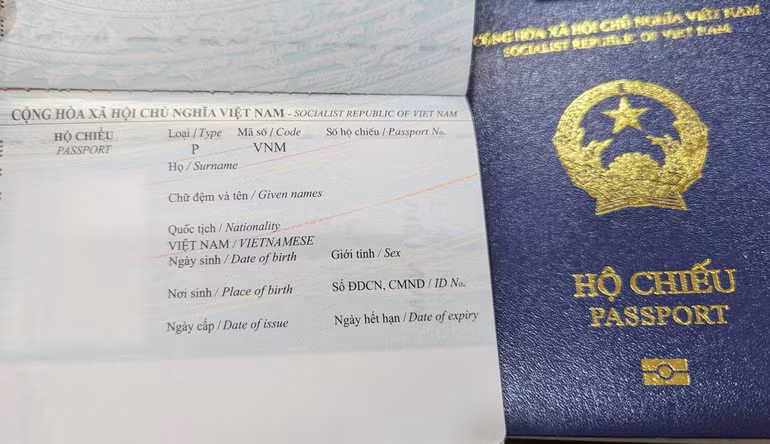 CỘNG HÒA XÃ HỘI CHỦ NGHĨA VIỆT NAM - SOCIALIST REPUBLIC OF VIET NAM
HỘ CHIẾU
PASSPORT
Loại / Type Mã số / Code Số hộ chiếu / Passport No.
P VNM
Họ / Surname
Chữ đệm và tên / Given names
Quốc tịch / Nationality
VIỆT NAM / VIETNAMESE
Ngày sinh / Date of birth Giới tính / Sex
Nơi sinh / Place of birth Số ĐDCN, CMND / ID No.
Ngày cấp / Date of issue Ngày hết hạn / Date of expiry
CỘNG HÒA XÃ HỘI CHỦ NGHĨA VIỆT NAM
SOCIALIST REPUBLIC OF VIET NAM
HỘ CHIẾU
PASSPORT